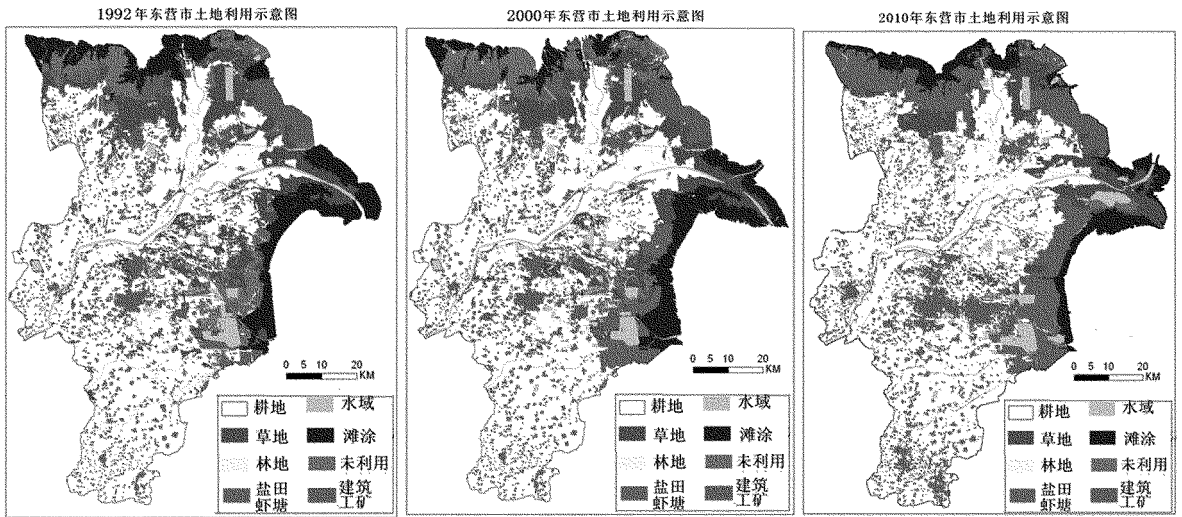 1992年东营市土地利用示意图
0 5 10 20
KM
耕地 水域
草地 滩涂
林地 未利用
盐田 建筑
虾塘 工矿
2000年东营市土地利用示意图
0 5 10 20
KM
耕地 水域
草地 滩涂
林地 未利用
盐田 建筑
虾塘 工矿
2010年东营市土地利用示意图
0 5 10 20
KM
耕地 水域
草地 滩涂
林地 未利用
盐田 建筑
虾塘 工矿